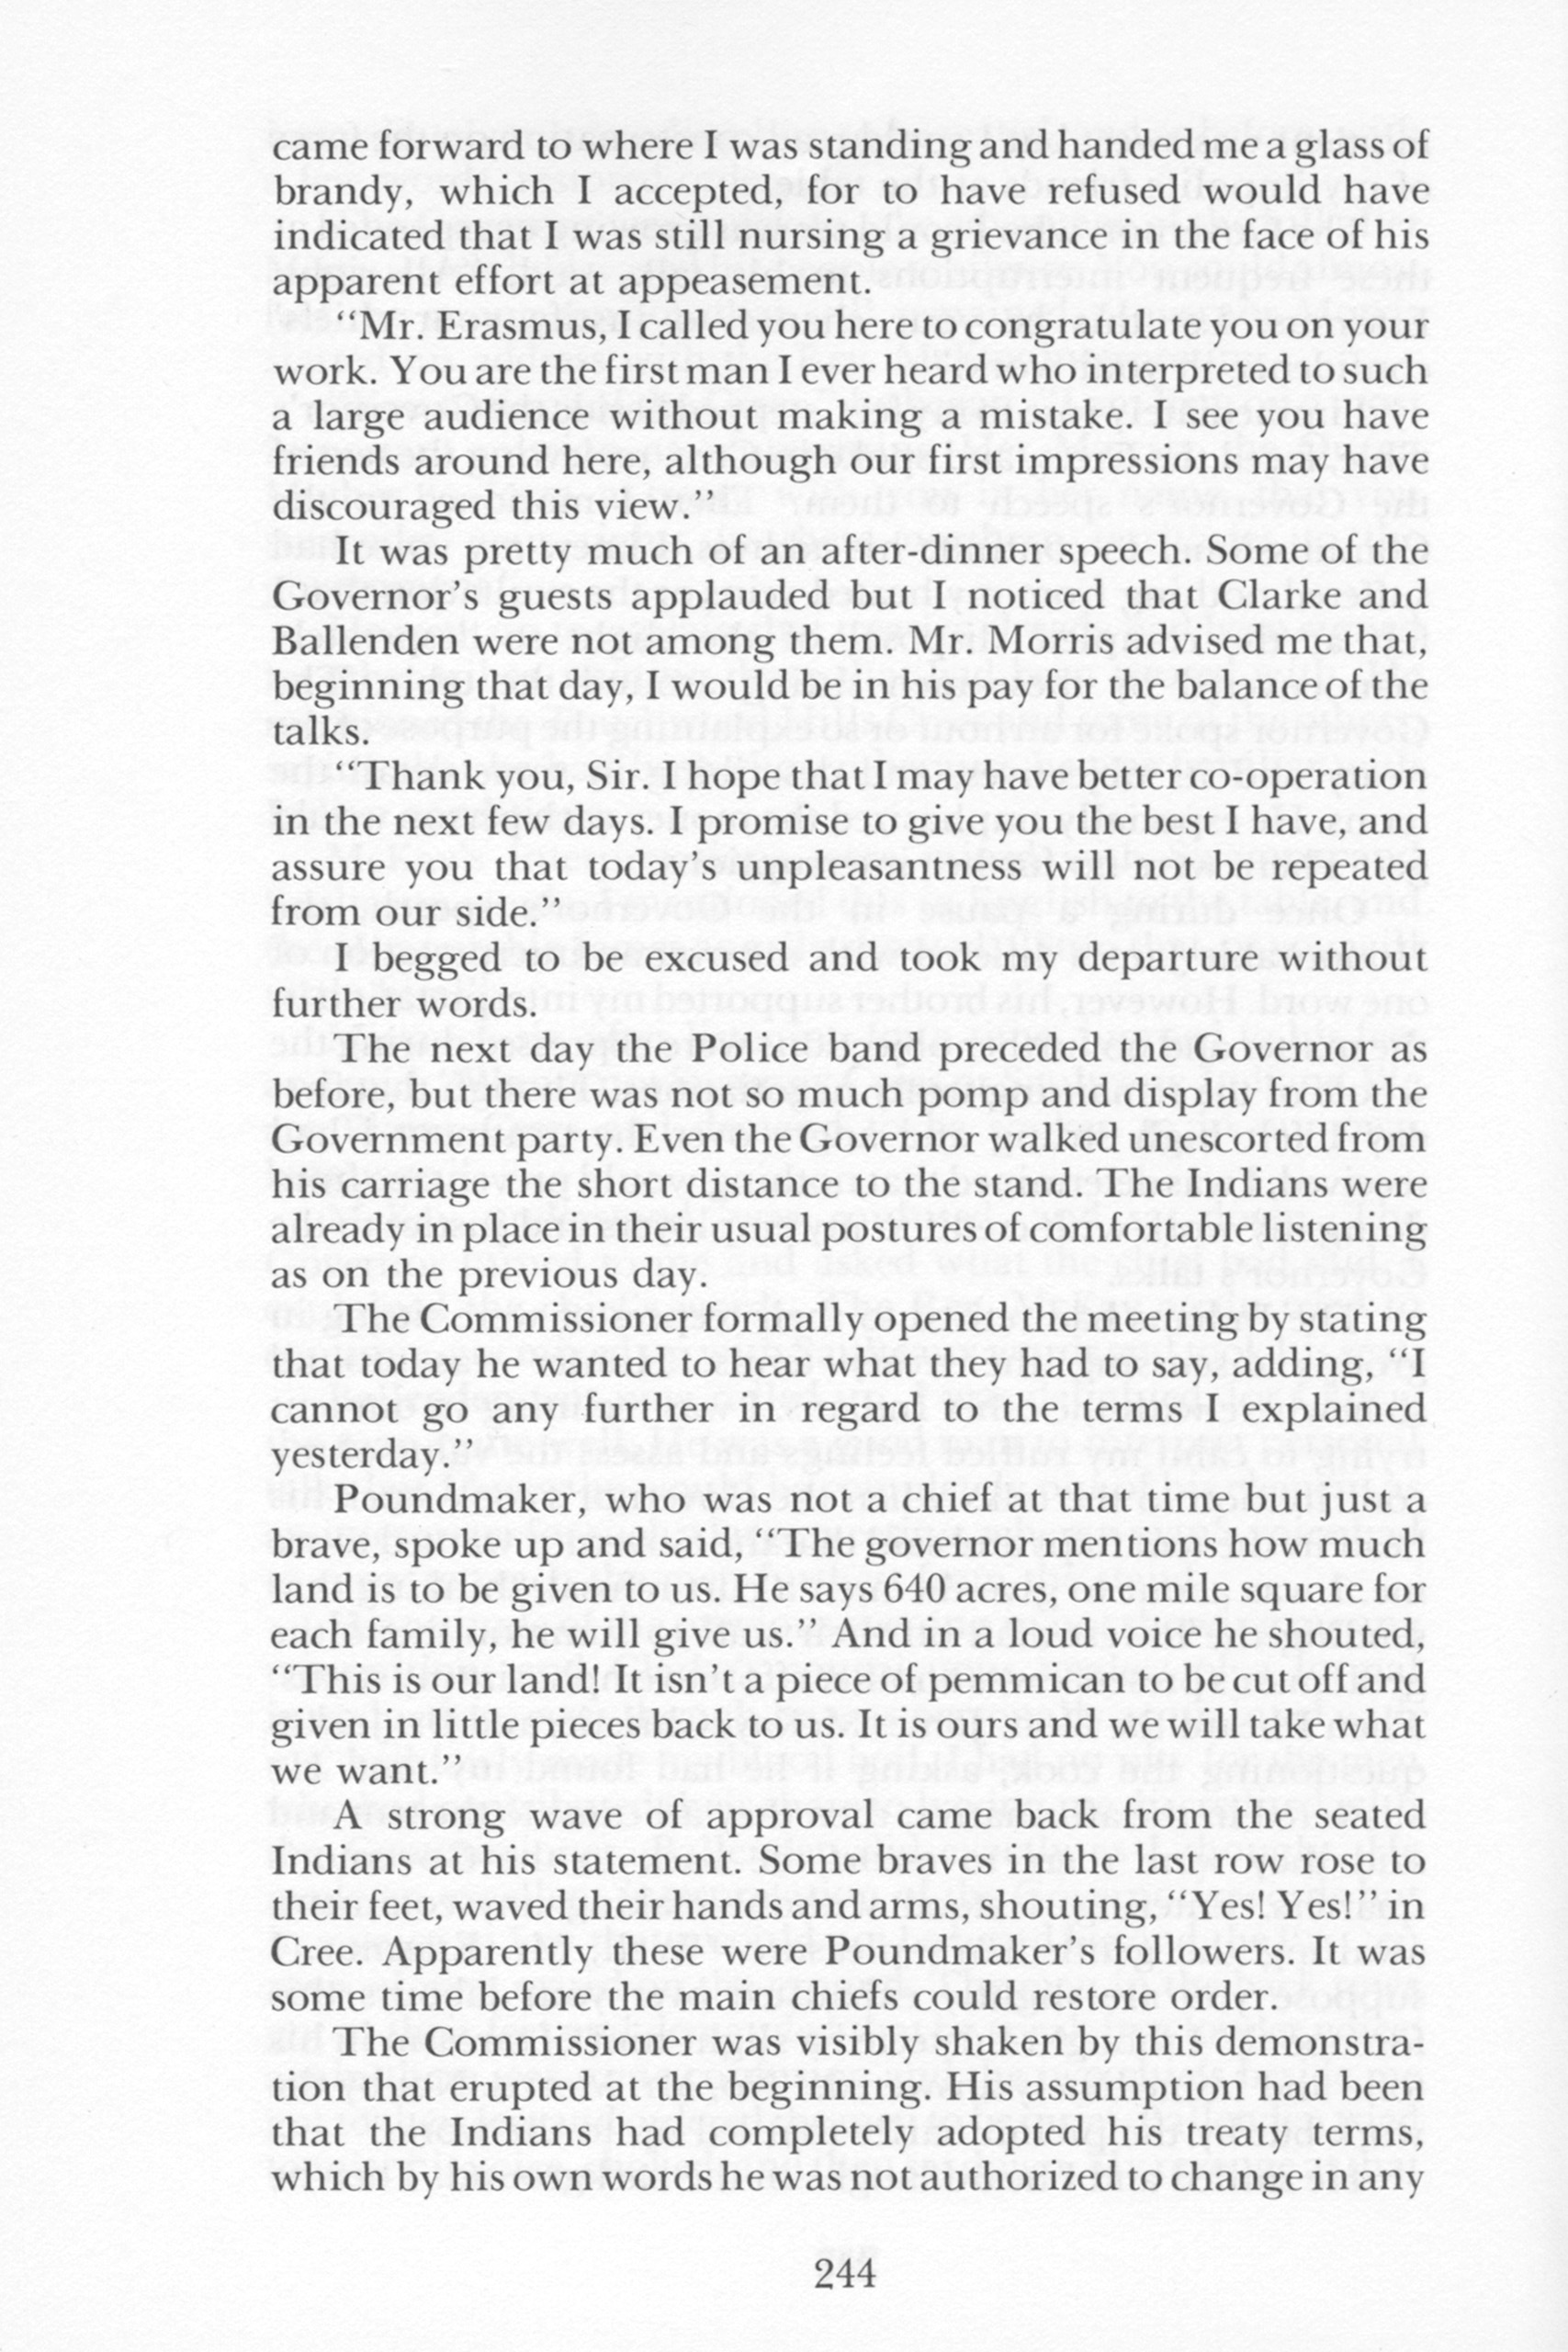 came forward to where I was standing and handed me a glass of
brandy, which I accepted, for to have refused would have
indicated that I was still nursing a grievance in the face of his
apparent effort at appeasement.
“Mr. Erasmus, I called you here to congratulate you on your
work. You are the first man I ever heard who interpreted to such
a large audience without making a mistake. I see you have
friends around here, although our first impressions may have
discouraged this view.”
It was pretty much of an after-dinner speech. Some of the
Governor’s guests applauded but I noticed that Clarke and
Ballenden were not among them. Mr. Morris advised me that,
beginning that day, I would be in his pay for the balance of the
talks.
“Thank you, Sir. I hope that I may have better co-operation
in the next few days. I promise to give you the best I have, and
assure you that today’s unpleasantness will not be repeated
from our side.”
I begged to be excused and took my departure without
further words.
The next day the Police band preceded the Governor as
before, but there was not so much pomp and display from the
Government party. Even the Governor walked unescorted from
his carriage the short distance to the stand. The Indians were
already in place in their usual postures of comfortable listening
as on the previous day.
The Commissioner formally opened the meeting by stating
that today he wanted to hear what they had to say, adding, “I
cannot go any further in regard to the terms I explained
yesterday.”
Poundmaker, who was not a chief at that time but just a
brave, spoke up and said, “The governor mentions how much
land is to be given to us. He says 640 acres, one mile square for
each family, he will give us.” And in a loud voice he shouted,
“This is our land! It isn’t a piece of pemmican to be cut off and
given in little pieces back to us. It is ours and we will take what
we want.”
A strong wave of approval came back from the seated
Indians at his statement. Some braves in the last row rose to
their feet, waved their hands and arms, shouting, “Yes! Yes!” in
Cree. Apparently these were Poundmaker’s followers. It was
some time before the main chiefs could restore order.
The Commissioner was visibly shaken by this demonstra-
tion that erupted at the beginning. His assumption had been
that the Indians had completely adopted his treaty terms,
which by his own words he was not authorized to change in any
244